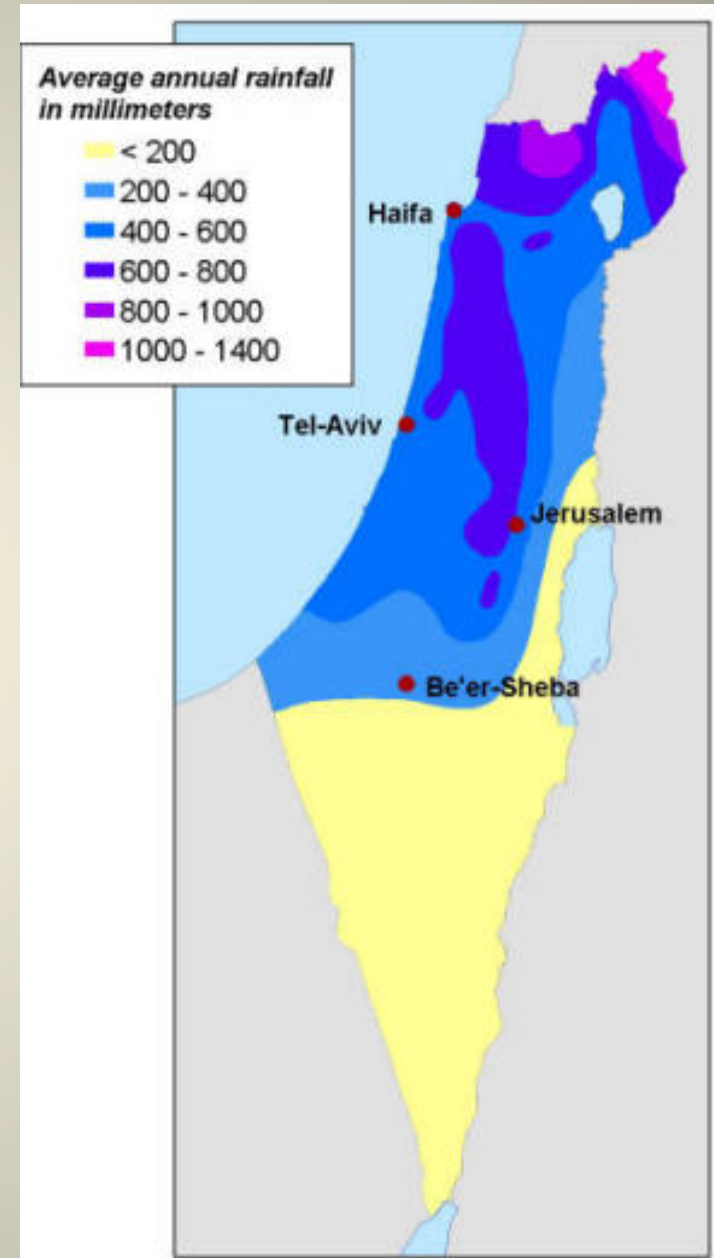 Average annual rainfall
in millimeters
< 200
200 - 400
400 - 600
600 - 800
800 - 1000
1000 - 1400
Haifa
Tel-Aviv
Jerusalem
Be'er-Sheba